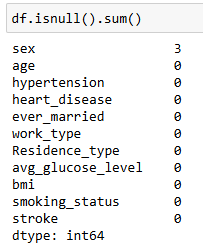 df.isnull().sum()
sex 3
age 0
hypertension 0
heart_disease 0
ever_married 0
work_type 0
Residence_type 0
avg_glucose_level 0
bmi 0
smoking_status 0
stroke 0
dtype: int64